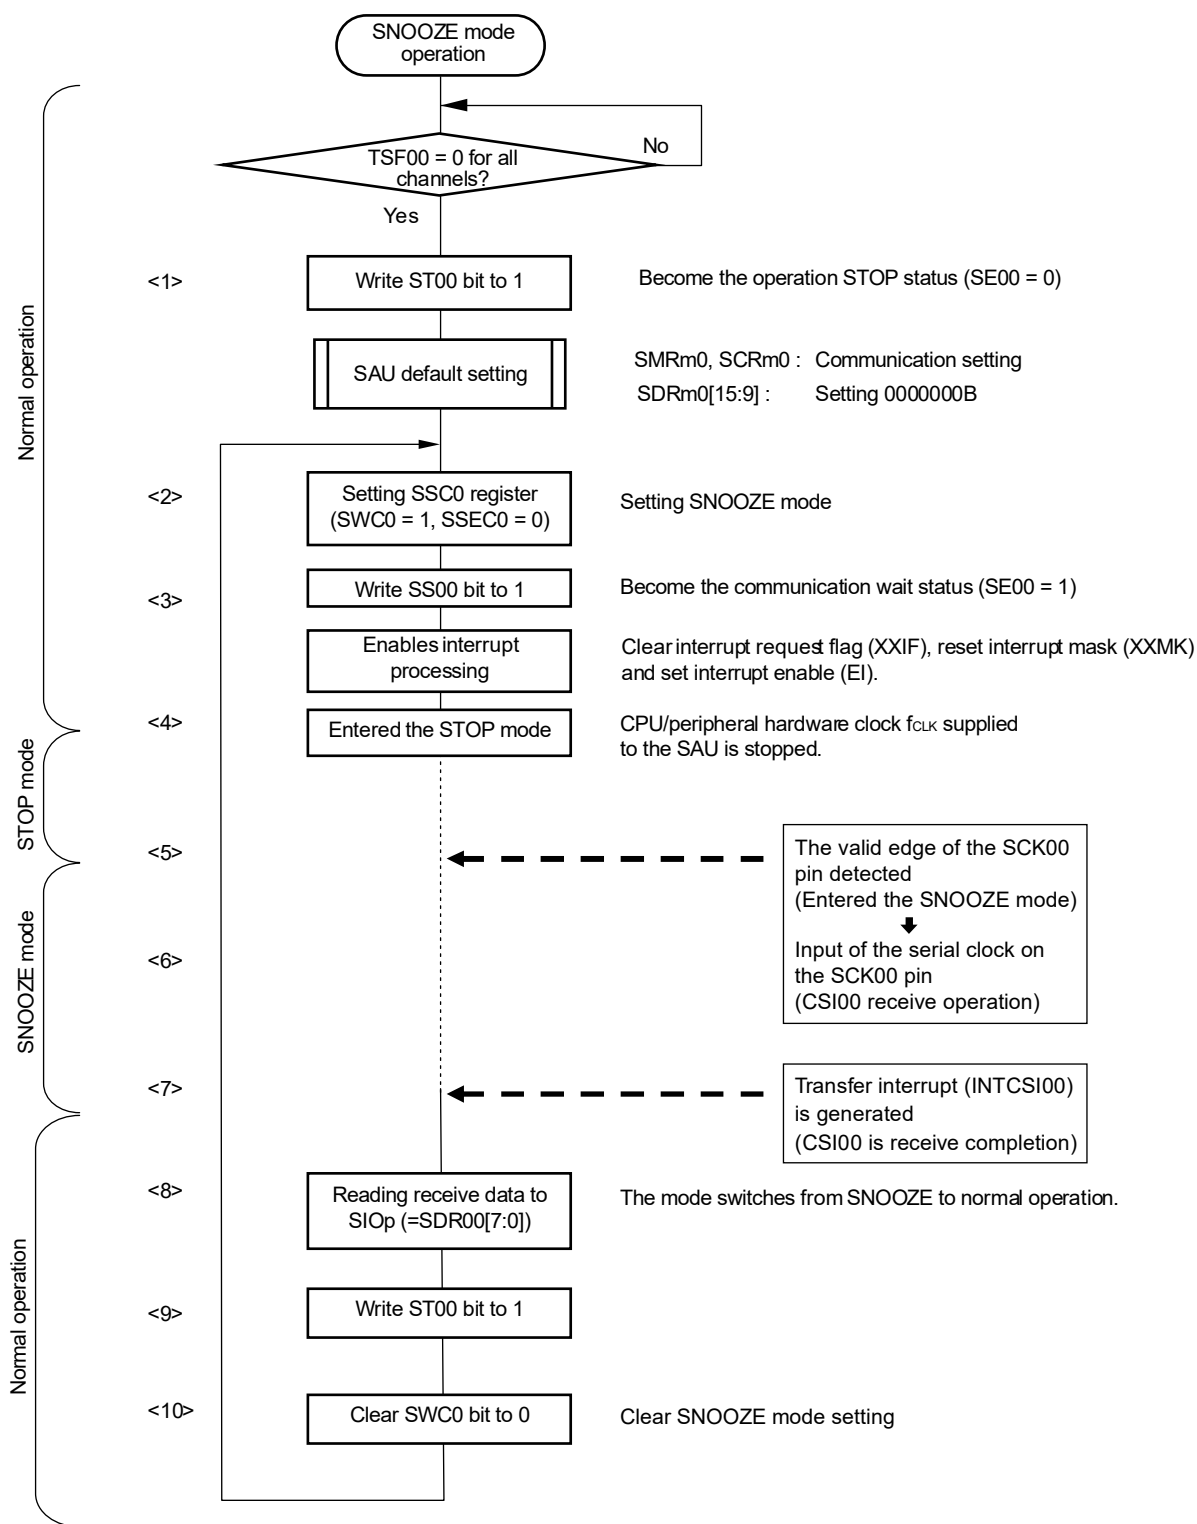 SNOOZE mode
operation
No
TSF00 = 0 for all
channels?
Yes
<1>
Write ST00 bit to 1
Become the operation STOP status (SE00 = 0)
SAU default setting
SMRm0, SCRm0 : Communication setting
SDRm0[15:9] : Setting 0000000B
Normal operation
<2>
Setting SSC0 register
(SWC0 = 1, SSEC0 = 0)
Setting SNOOZE mode
<3>
Write SS00 bit to 1
Become the communication wait status (SE00 = 1)
Enables interrupt
processing
Clear interrupt request flag (XXIF), reset interrupt mask (XXMK)
and set interrupt enable (EI).
<4>
Entered the STOP mode
CPU/peripheral hardware clock fCLK supplied
to the SAU is stopped.
STOP mode
<5>
The valid edge of the SCK00
pin detected
(Entered the SNOOZE mode)
Input of the serial clock on
the SCK00 pin
(CSI00 receive operation)
<6>
SNOOZE mode
<7>
Transfer interrupt (INTCSI00)
is generated
(CSI00 is receive completion)
<8>
Reading receive data to
SIOp (=SDR00[7:0])
The mode switches from SNOOZE to normal operation.
<9>
Write ST00 bit to 1
Normal operation
<10>
Clear SWC0 bit to 0
Clear SNOOZE mode setting